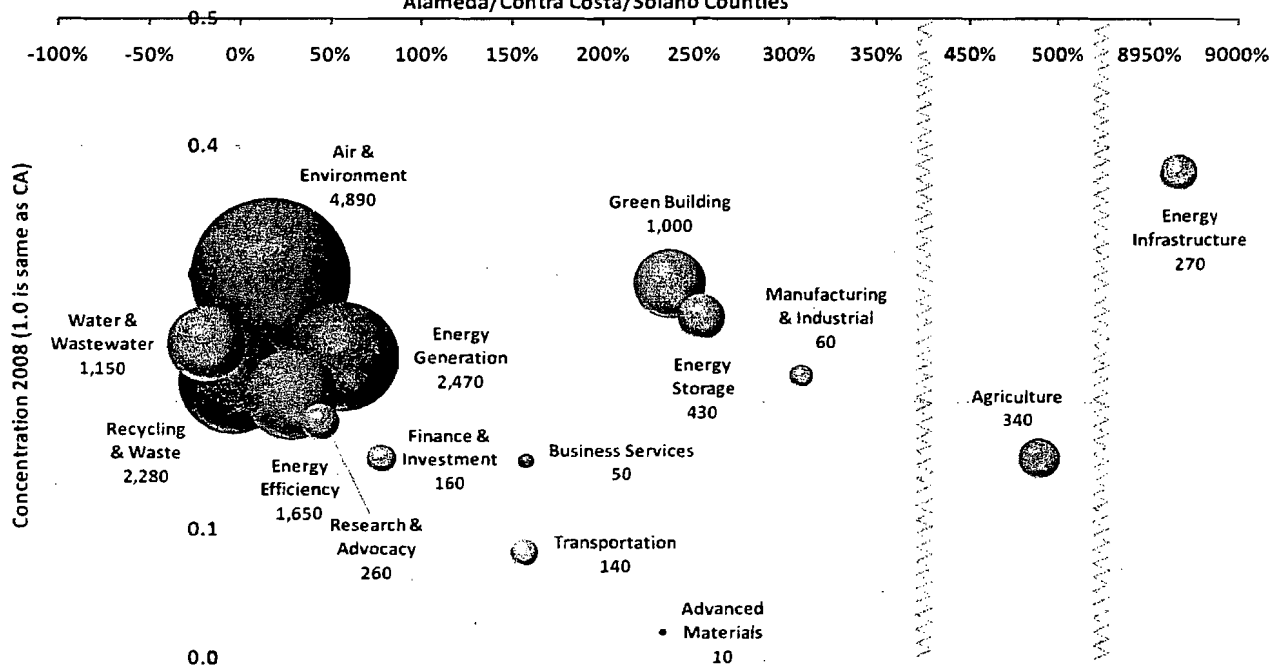 Alameda/Contra Costa/Solano Counties
0.5
-100% -50% 0% 50% 100% 150% 200% 250% 300% 350% 450% 500% 8950% 9000%
Concentration 2008 (1.0 is same as CA)
0.4
Air &
Environment
4,890
Green Building
1,000
Energy
Infrastructure
270
Manufacturing
& Industrial
60
Water &
Wastewater
1,150
Energy
Generation
2,470
Energy
Storage
430
Agriculture
340
Recycling
& Waste
2,280
Finance &
Investment
160
Business Services
50
Energy
Efficiency
1,650
0.1
Research &
Advocacy
260
Transportation
140
Advanced
Materials
10
0.0